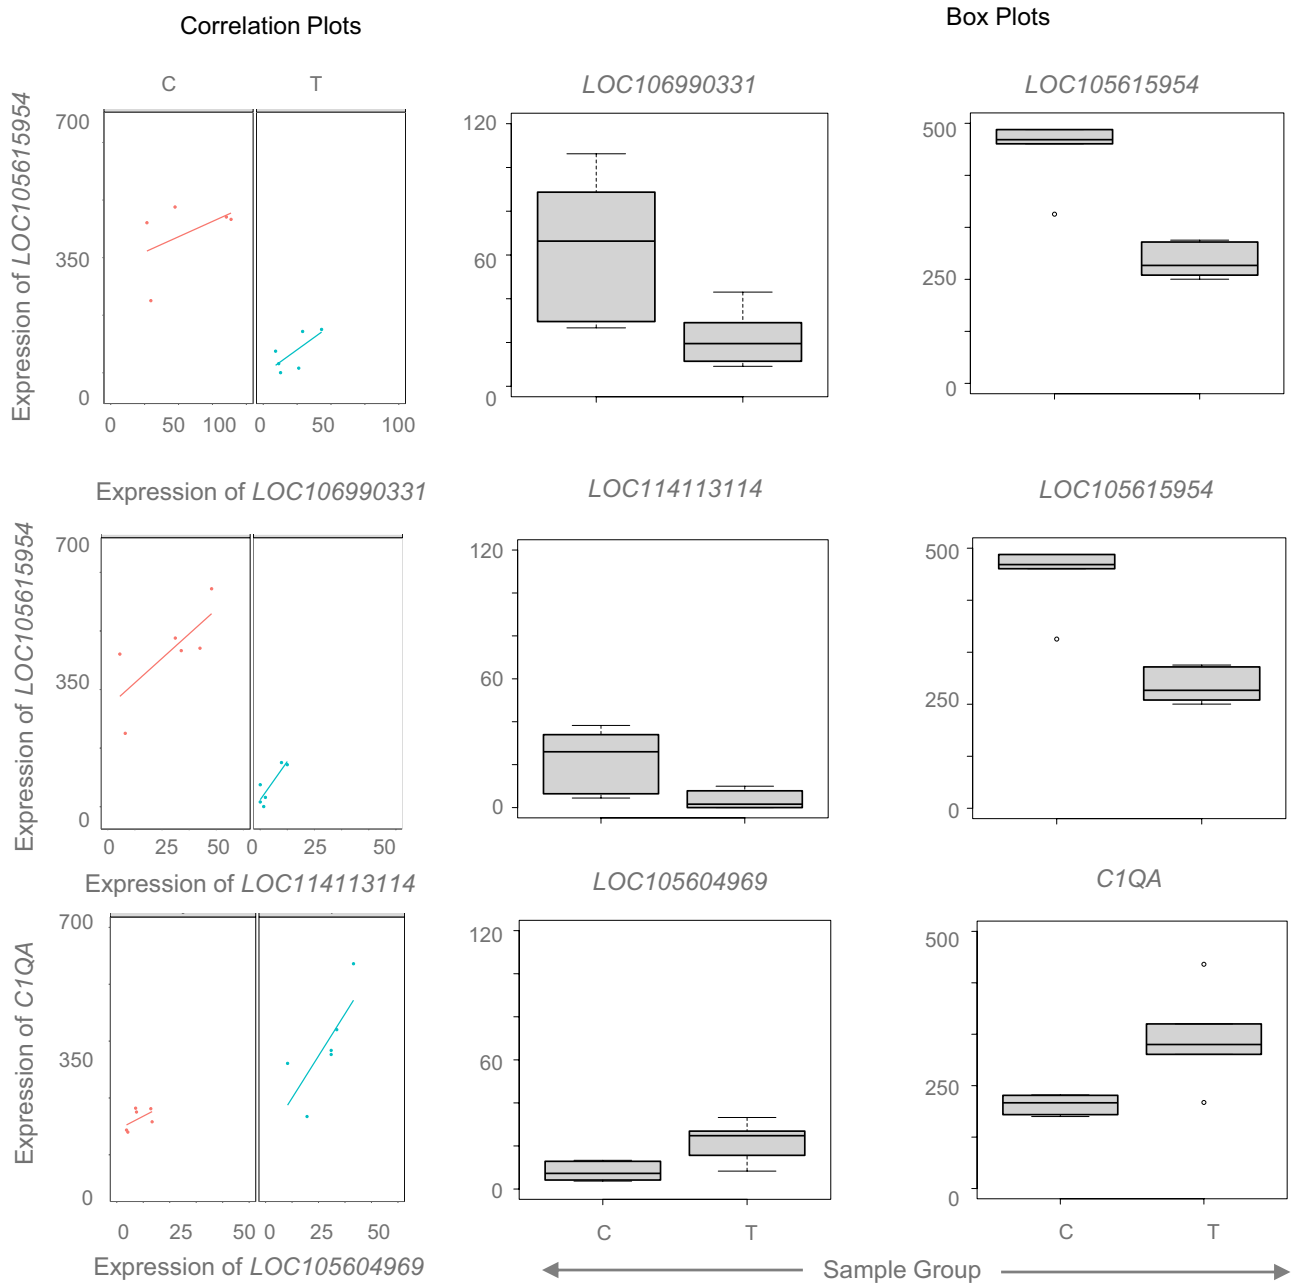 Correlation Plots
Box Plots
C
T
LOC106990331
LOC105615954
Expression of LOC105615954
700
350
0
0
50
100
0
50
100
120
60
0
500
250
0
Expression of LOC106990331
LOC114113114
LOC105615954
Expression of LOC105615954
700
350
0
0
25
50
0
25
50
120
60
0
500
250
0
Expression of LOC114113114
LOC105604969
C1QA
Expression of C1QA
700
350
0
0
25
50
0
25
50
120
60
0
500
250
0
C
T
C
T
Expression of LOC105604969
Sample Group